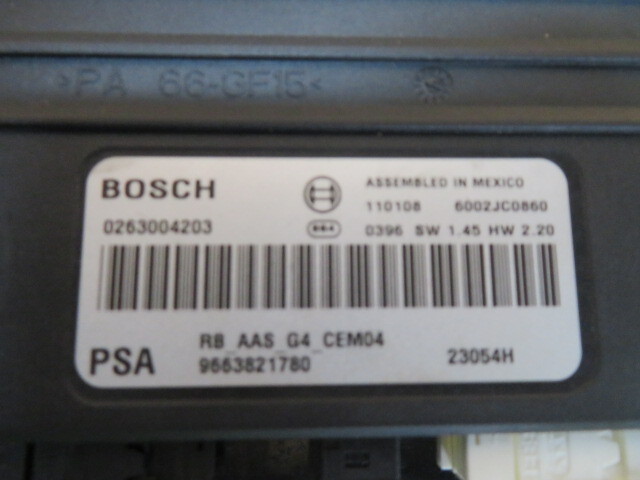 >PA 66-GF15<
BOSCH
ASSEMBLED IN MEXICO
110108 6002JC0860
0263004203
0396 SW 1.45 HW 2.20
RB_AAS_G4_CEM04
PSA 9663821780 23054H